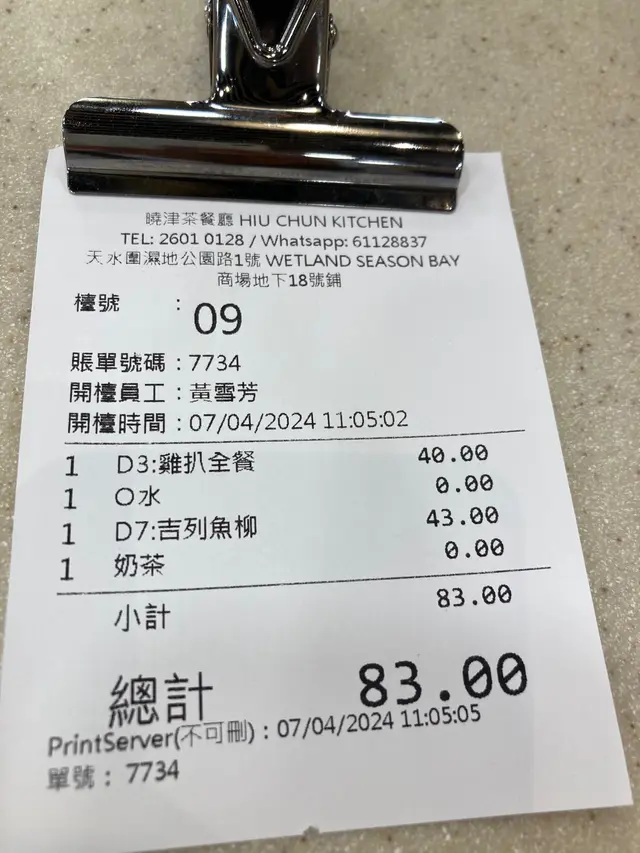 曉津茶餐廳 HIU CHUN KITCHEN
TEL: 2601 0128 / Whatsapp: 61128837
天水圍濕地公園路1號 WETLAND SEASON BAY
商場地下18號鋪
檯號 : 09
賬單號碼 : 7734
開檯員工 : 黃雪芳
開檯時間 : 07/04/2024 11:05:02
1 D3:雞扒全餐 40.00
1 O水 0.00
1 D7:吉列魚柳 43.00
1 奶茶 0.00
小計 83.00
總計 83.00
PrintServer(不可刪) : 07/04/2024 11:05:05
單號 : 7734